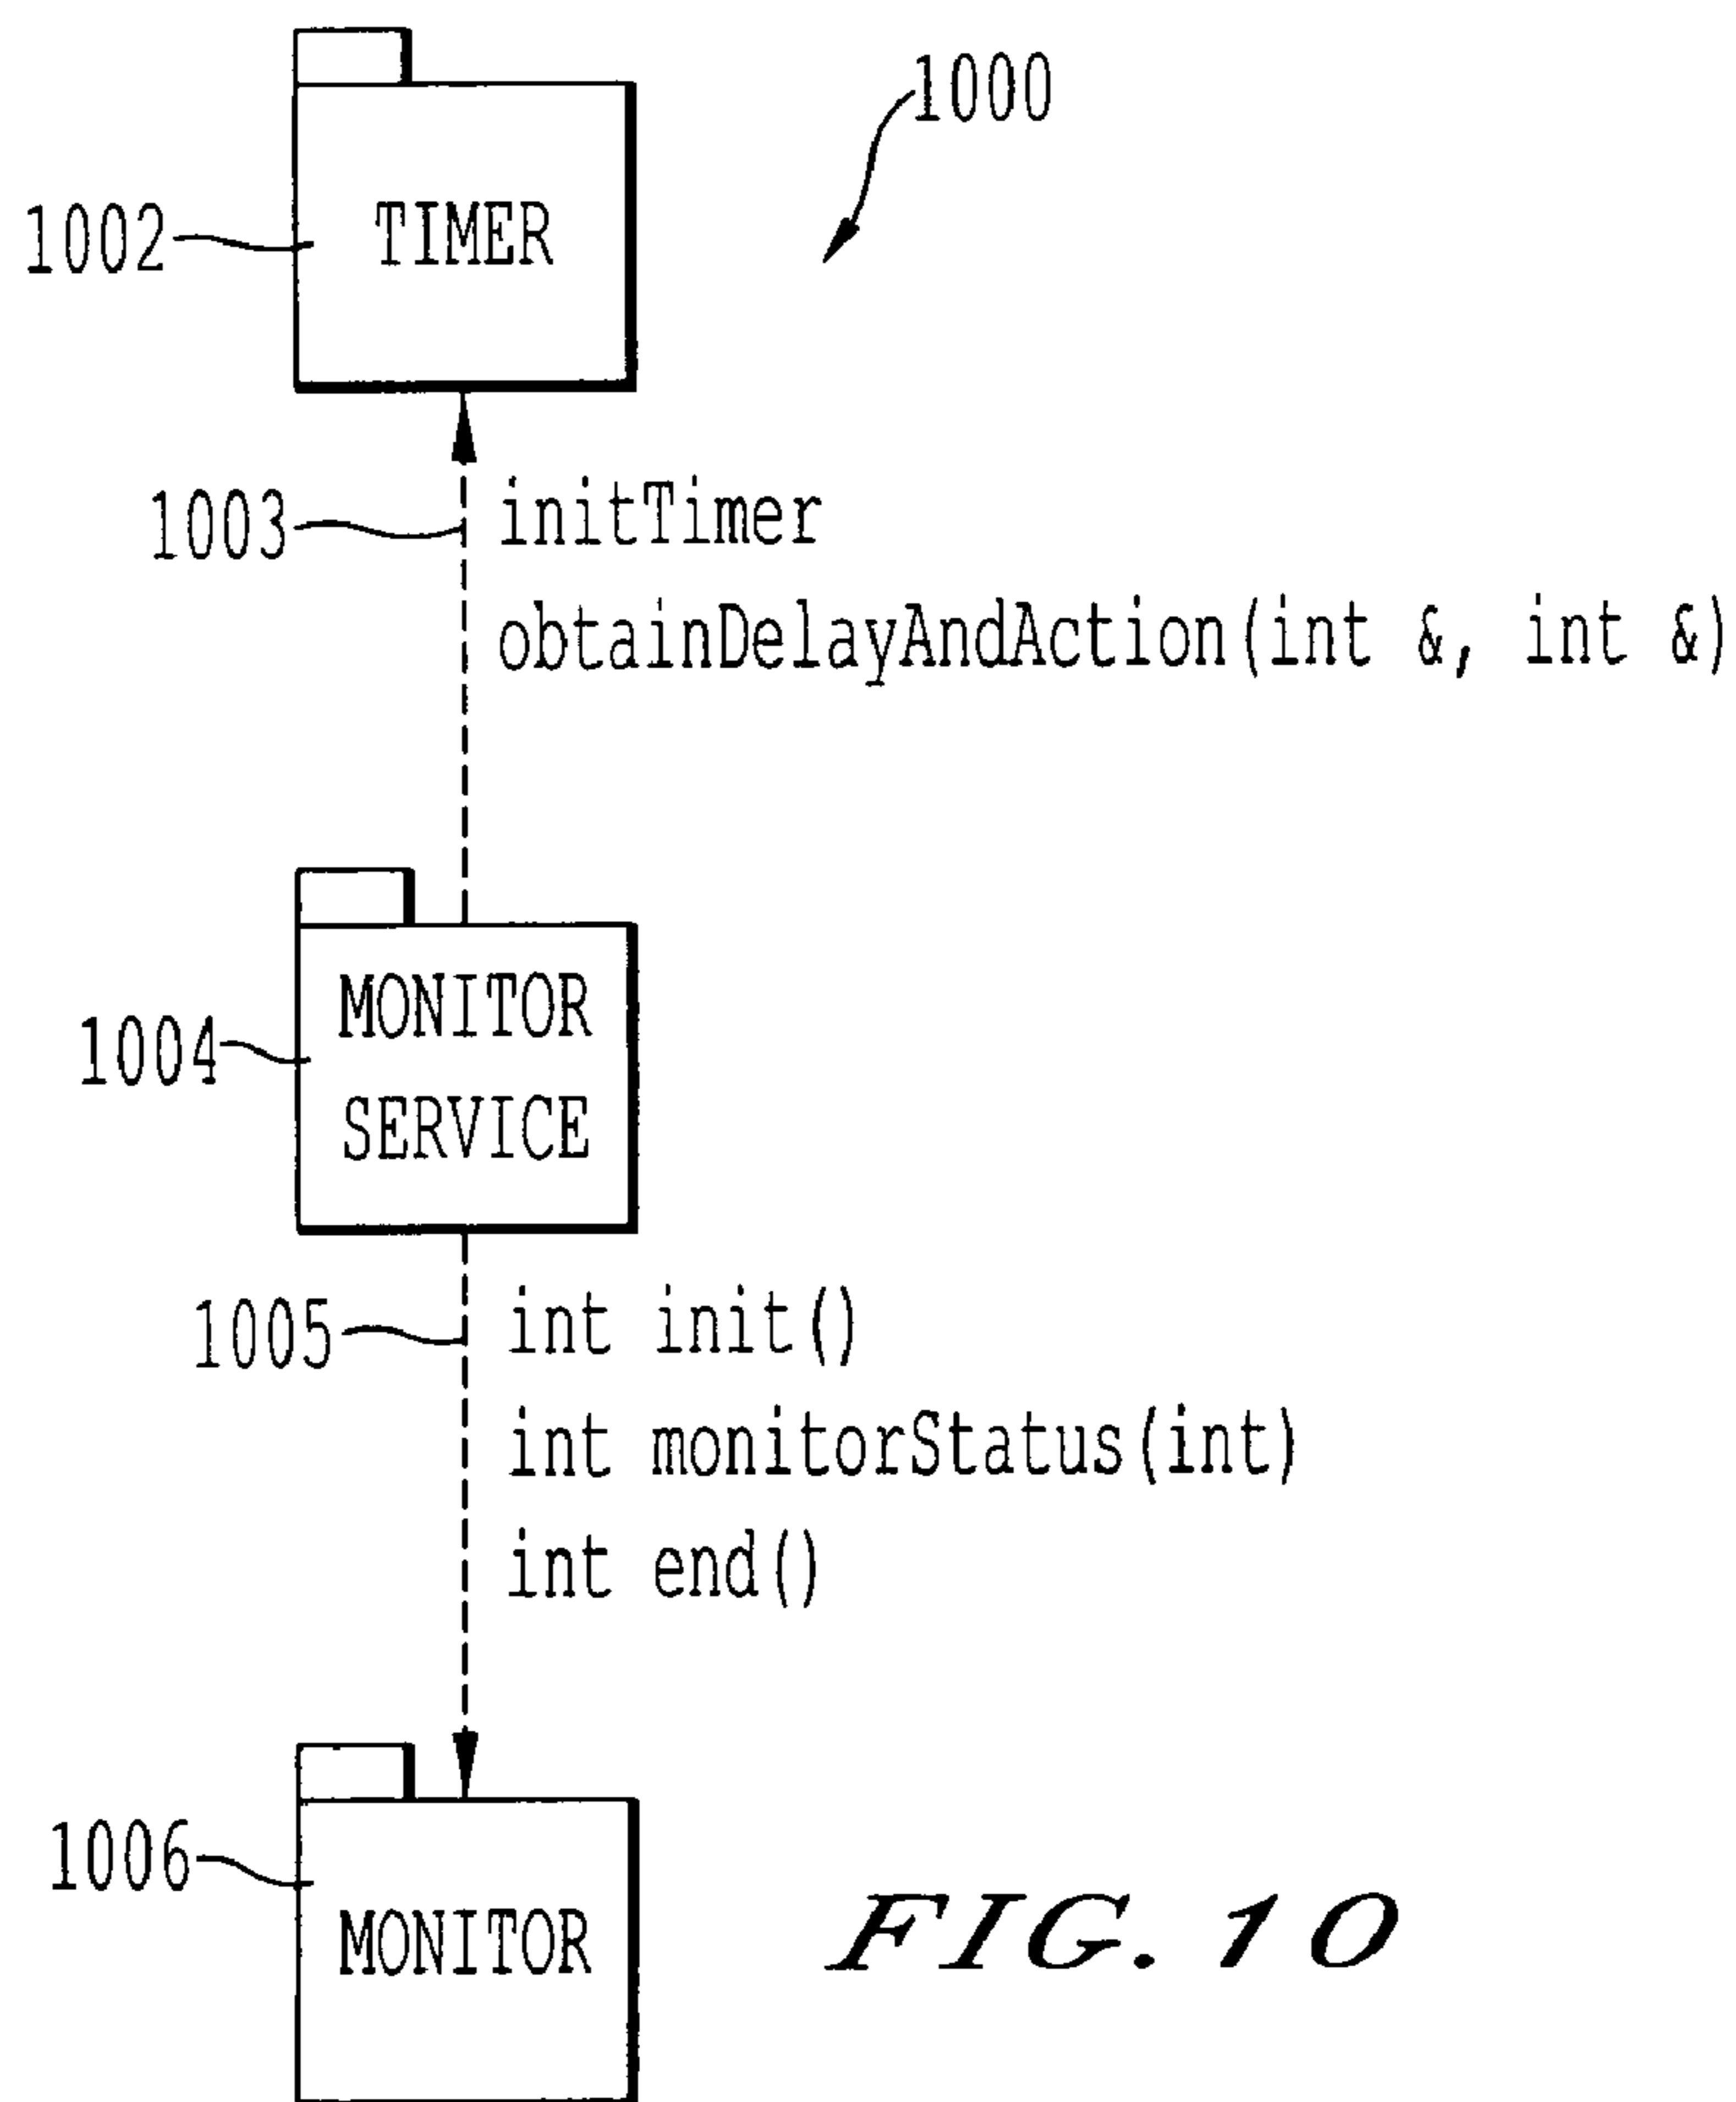 1000
1002
TIMER
1003
initTimer
obtainDelayAndAction(int &, int &)
MONITOR
1004
SERVICE
1005
int init()
int monitorStatus(int)
int end()
1006
MONITOR
FIG. 10